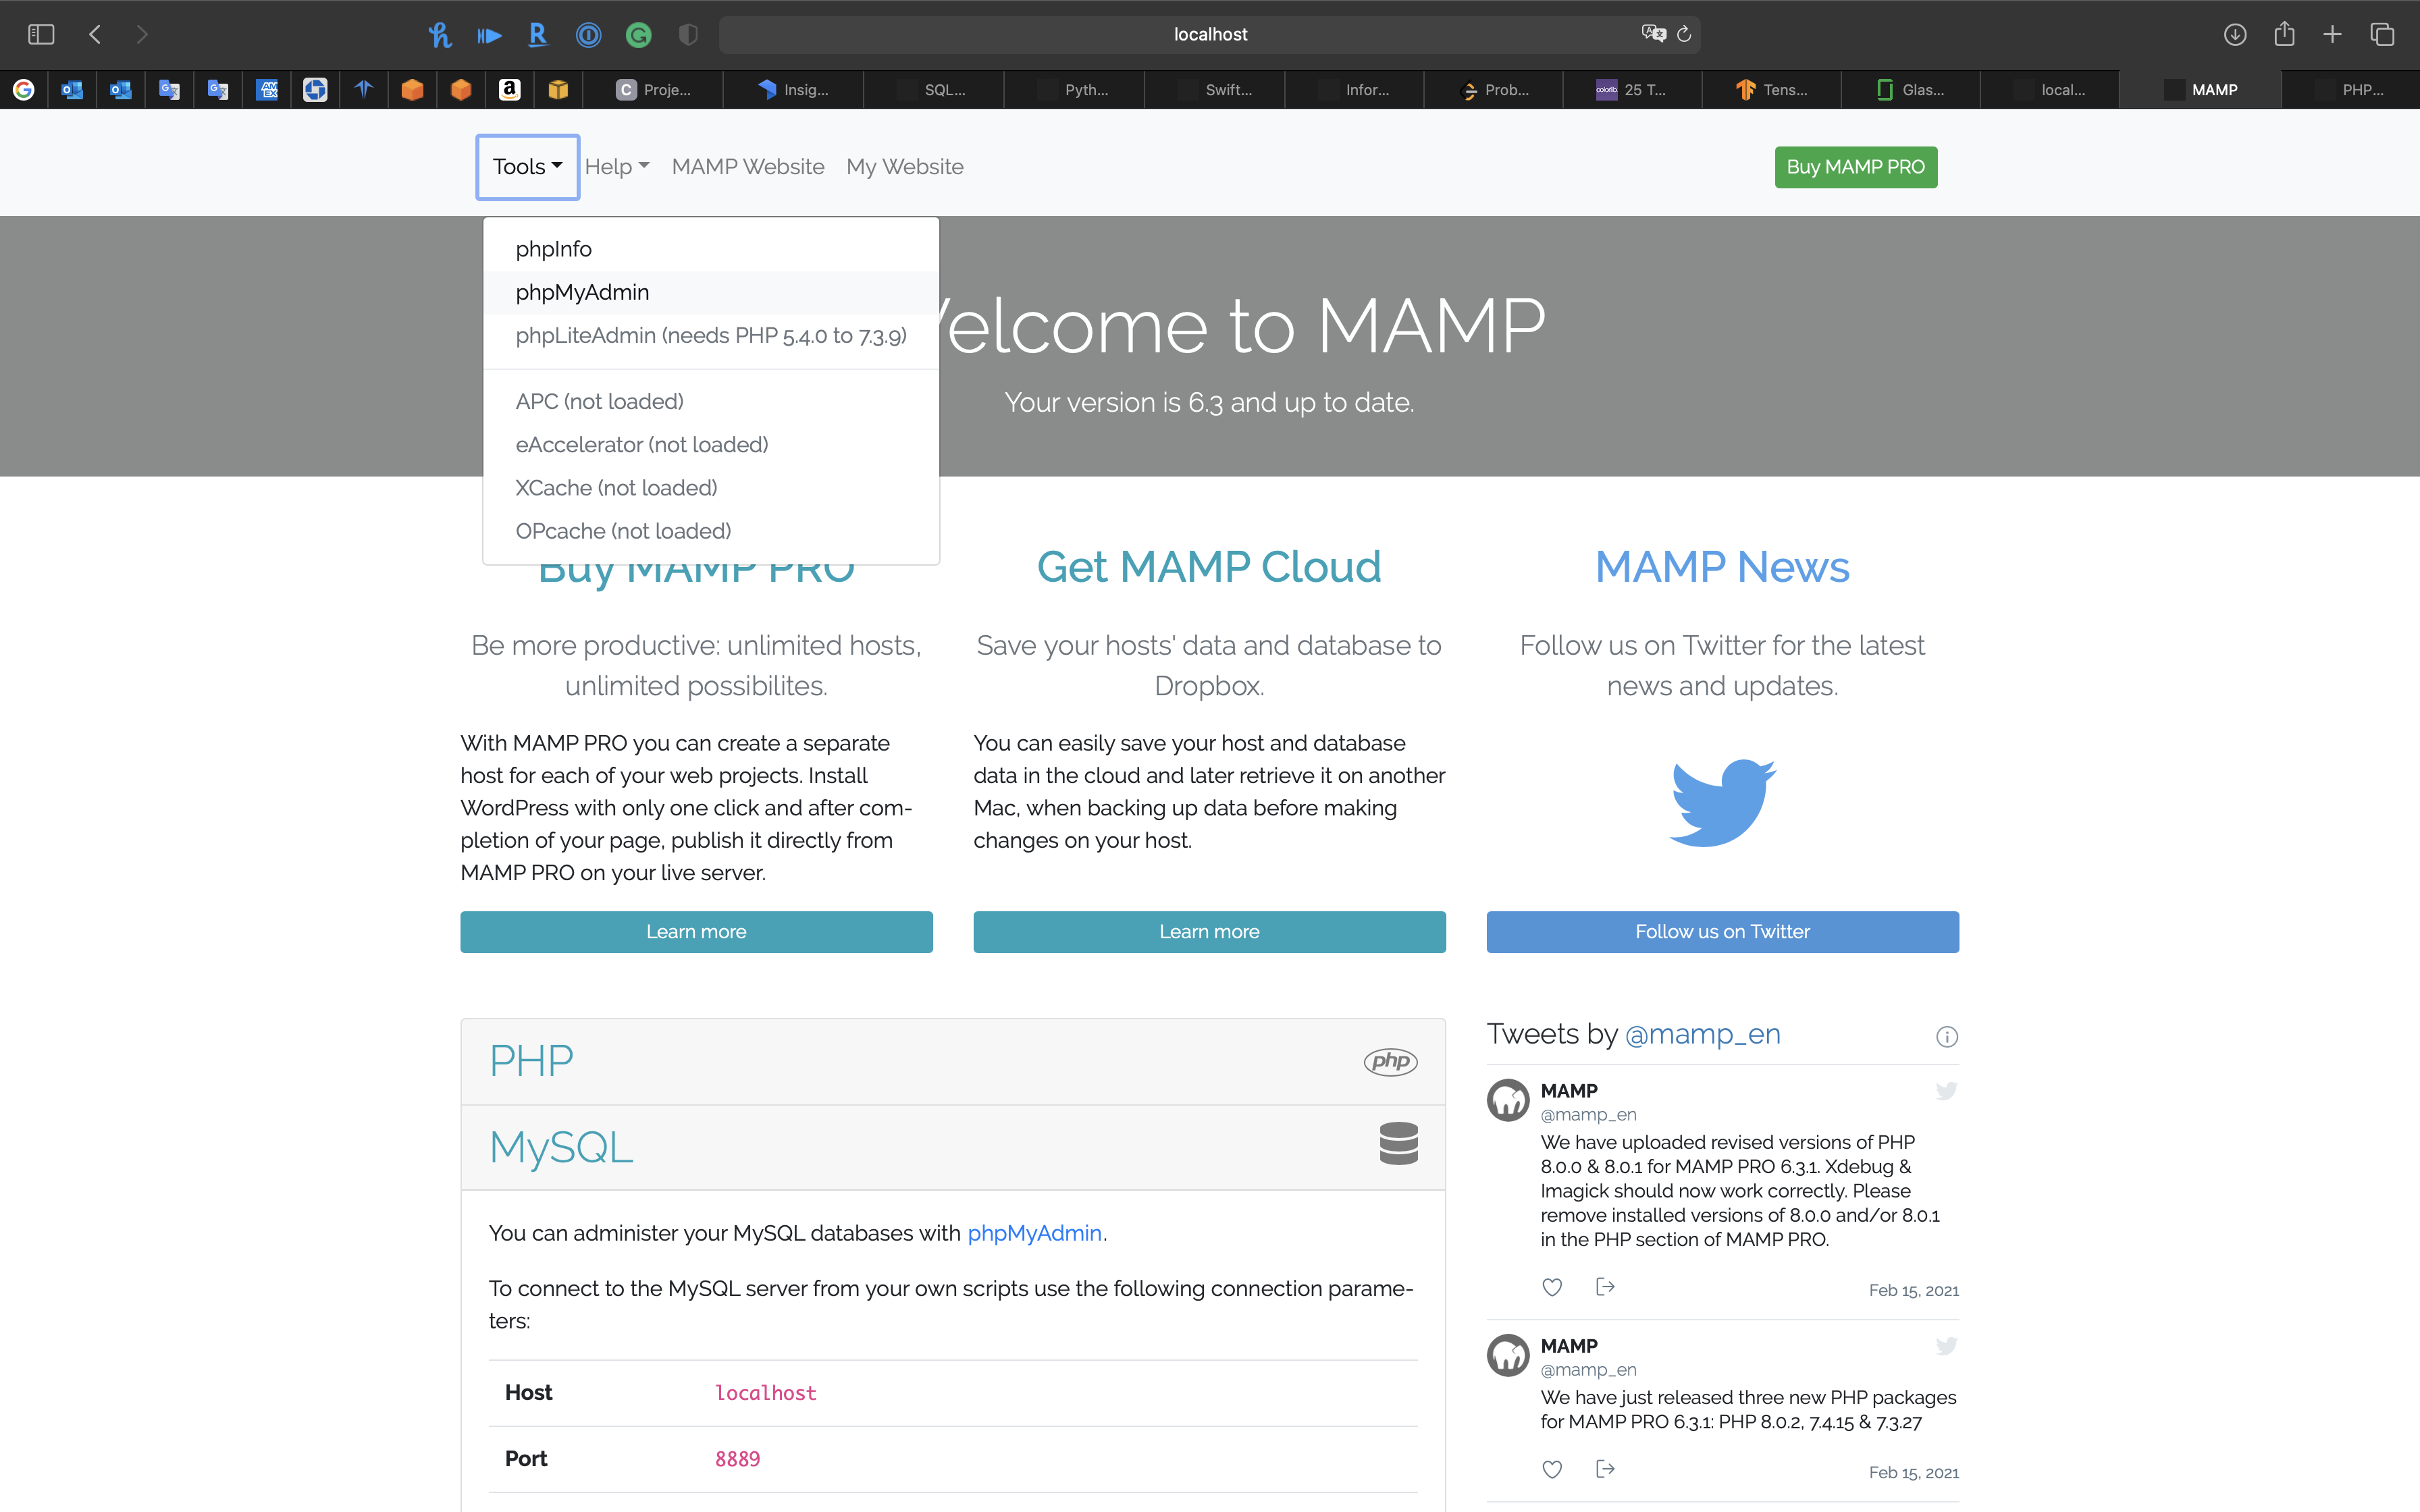 localhost
Proje...
Insig...
SQL...
Pyth...
Swift...
Infor...
Prob...
25 T...
Tens...
Glas...
local...
MAMP
PHP...
Tools
Help
MAMP Website
My Website
Buy MAMP PRO
phpInfo
phpMyAdmin
phpLiteAdmin (needs PHP 5.4.0 to 7.3.9)
APC (not loaded)
eAccelerator (not loaded)
XCache (not loaded)
OPcache (not loaded)
elcome to MAMP
Your version is 6.3 and up to date.
Buy MAMP PRO
Be more productive: unlimited hosts,
unlimited possibilites.
With MAMP PRO you can create a separate
host for each of your web projects. Install
WordPress with only one click and after com-
pletion of your page, publish it directly from
MAMP PRO on your live server.
Learn more
Get MAMP Cloud
Save your hosts' data and database to
Dropbox.
You can easily save your host and database
data in the cloud and later retrieve it on another
Mac, when backing up data before making
changes on your host.
Learn more
MAMP News
Follow us on Twitter for the latest
news and updates.
Follow us on Twitter
PHP
php
MySQL
You can administer your MySQL databases with phpMyAdmin.
To connect to the MySQL server from your own scripts use the following connection parame-
ters:
Host localhost
Port 8889
Tweets by @mamp_en
MAMP
@mamp_en
We have uploaded revised versions of PHP
8.0.0 & 8.0.1 for MAMP PRO 6.3.1. Xdebug &
Imagick should now work correctly. Please
remove installed versions of 8.0.0 and/or 8.0.1
in the PHP section of MAMP PRO.
Feb 15, 2021
MAMP
@mamp_en
We have just released three new PHP packages
for MAMP PRO 6.3.1: PHP 8.0.2, 7.4.15 & 7.3.27
Feb 15, 2021